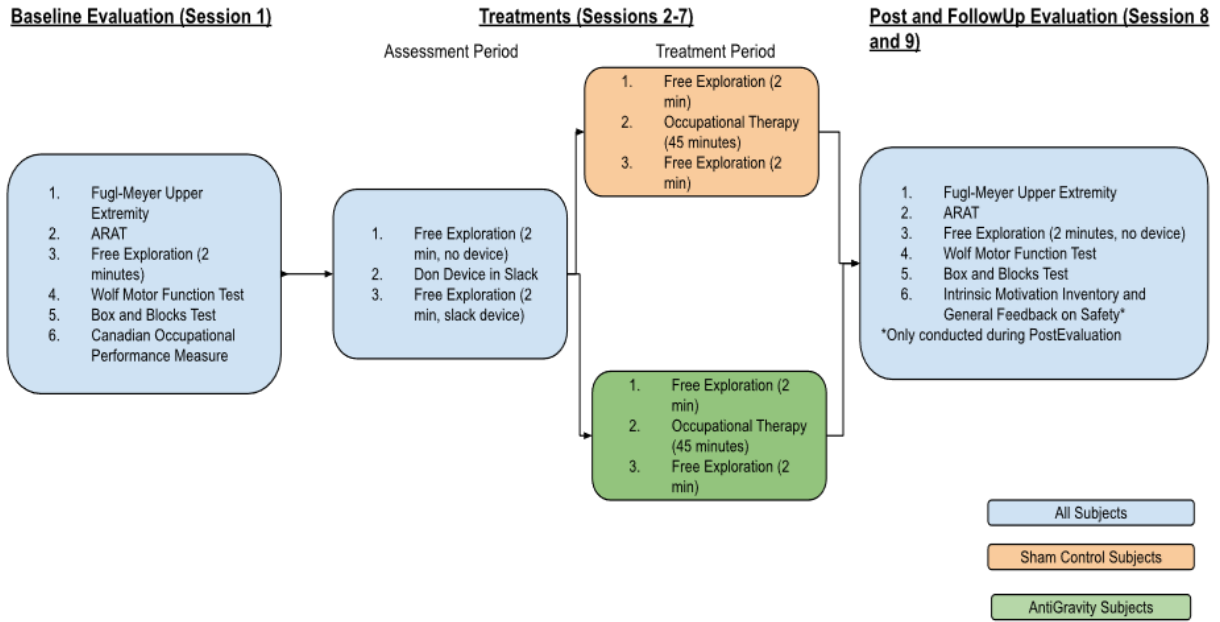 Baseline Evaluation (Session 1)
Treatments (Sessions 2-7)
Post and FollowUp Evaluation (Session 8
and 9)
Assessment Period
Treatment Period
1. Fugl-Meyer Upper
Extremity
2. ARAT
3. Free Exploration (2
minutes)
4. Wolf Motor Function Test
5. Box and Blocks Test
6. Canadian Occupational
Performance Measure
1. Free Exploration (2
min, no device)
2. Don Device in Slack
3. Free Exploration (2
min, slack device)
1. Free Exploration (2
min)
2. Occupational Therapy
(45 minutes)
3. Free Exploration (2
min)
1. Free Exploration (2
min)
2. Occupational Therapy
(45 minutes)
3. Free Exploration (2
min)
1. Fugl-Meyer Upper Extremity
2. ARAT
3. Free Exploration (2 minutes, no device)
4. Wolf Motor Function Test
5. Box and Blocks Test
6. Intrinsic Motivation Inventory and
General Feedback on Safety*
*Only conducted during PostEvaluation
All Subjects
Sham Control Subjects
AntiGravity Subjects